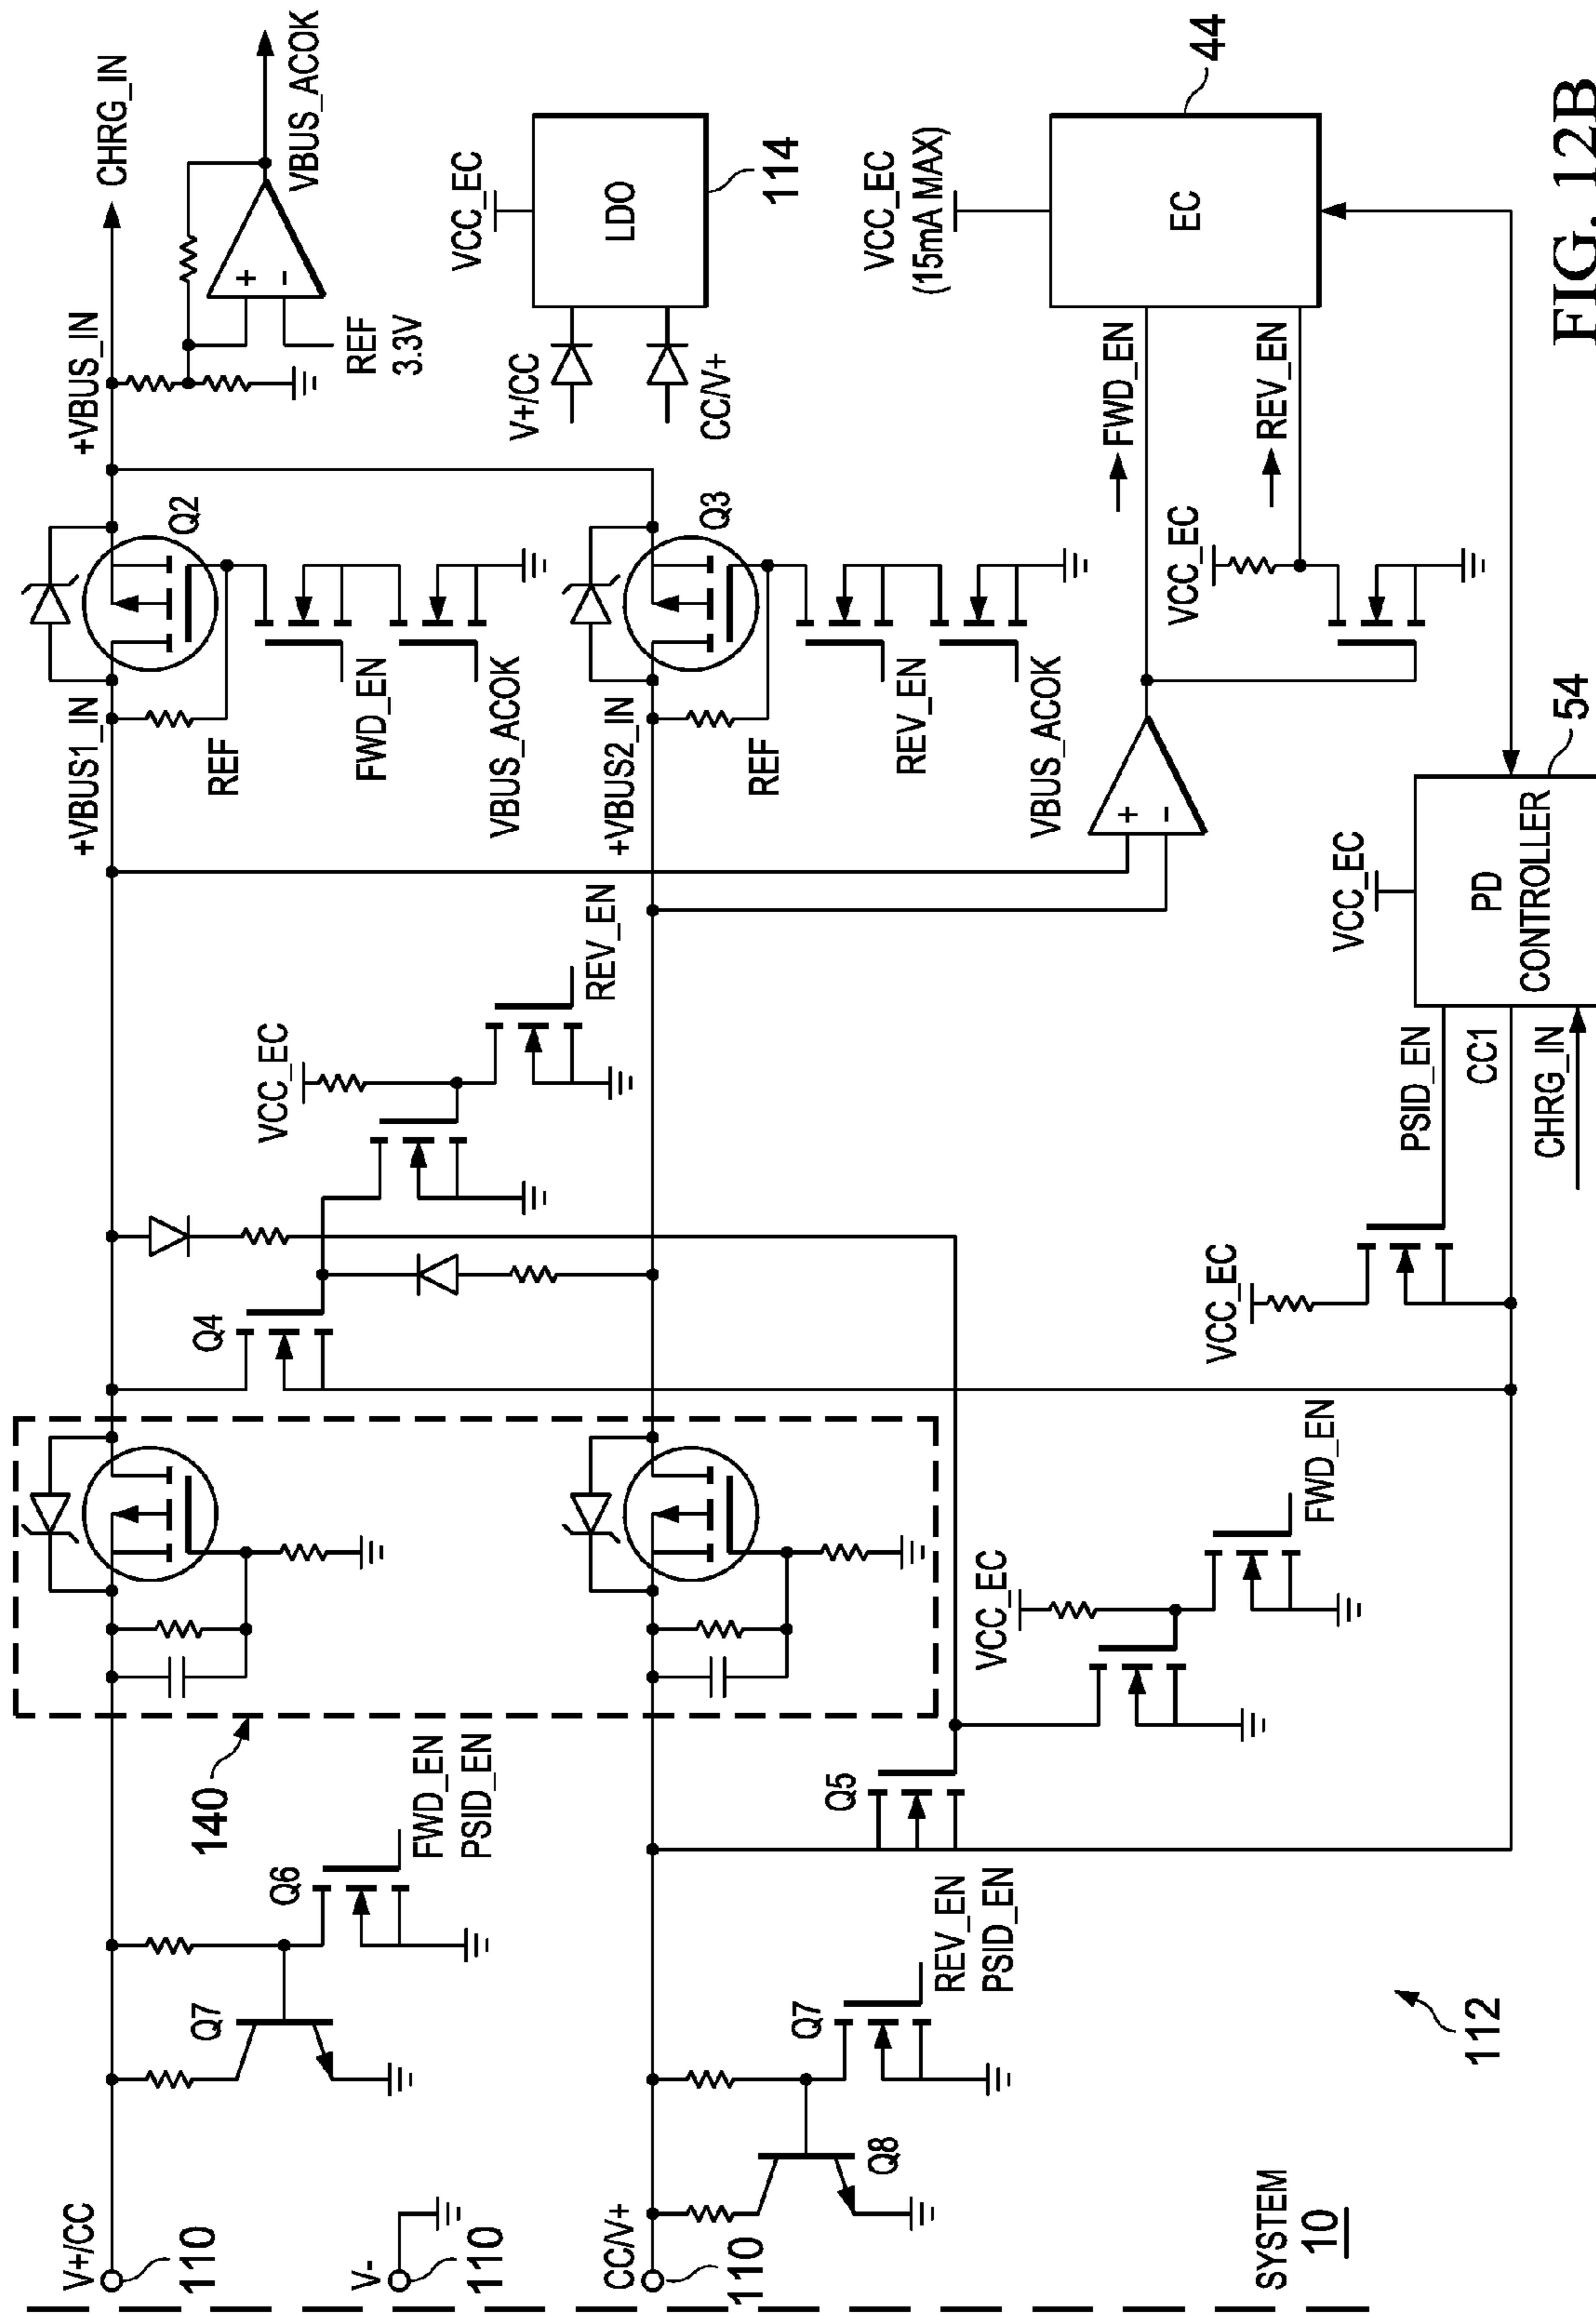 V+/CC
110
V-
110
CC/V+
110
SYSTEM
10
Q7
Q6
FWD_EN
PSID_EN
140
Q8
Q7
REV_EN
PSID_EN
112
Q5
VCC_EC
FWD_EN
Q4
VCC_EC
REV_EN
VCC_EC
PSID_EN
CC1
CHRG_IN
VCC_EC
PD
CONTROLLER
54
+VBUS1_IN
REF
Q2
FWD_EN
VBUS_ACOK
+VBUS2_IN
REF
Q3
REV_EN
VBUS_ACOK
+
-
+VBUS_IN
CHRG_IN
+
-
REF
3.3V
VBUS_ACOK
V+/CC
CC/V+
VCC_EC
LDO
114
FWD_EN
REV_EN
VCC_EC
VCC_EC
(15mA MAX)
EC
44
FIG. 12B